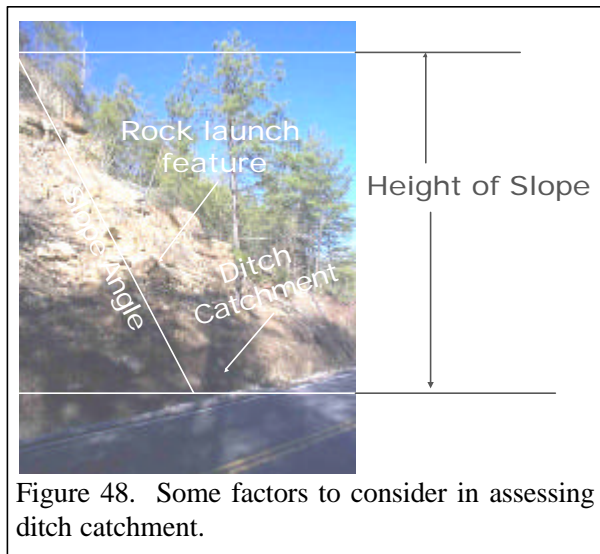 Rock launch
feature
Height of Slope
Slope Angle
Ditch
Catchment
Figure 48. Some factors to consider in assessing
ditch catchment.